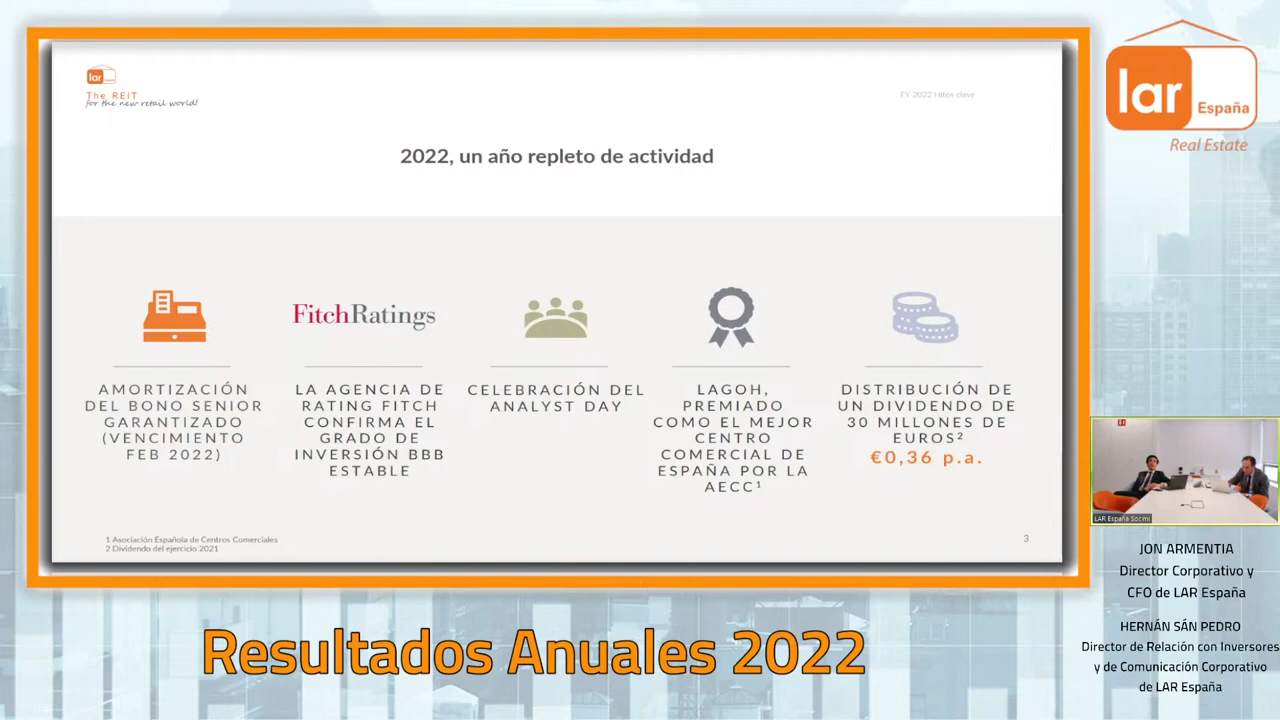 lar
The REIT
for the new retail world!
FY 2022 Hitos clave
2022, un año repleto de actividad
FitchRatings
AMORTIZACIÓN
DEL BONO SENIOR
GARANTIZADO
(VENCIMIENTO
FEB 2022)
LA AGENCIA DE
RATING FITCH
CONFIRMA EL
GRADO DE
INVERSIÓN BBB
ESTABLE
CELEBRACIÓN DEL
ANALYST DAY
LAGOH,
PREMIADO
COMO EL MEJOR
CENTRO
COMERCIAL DE
ESPAÑA POR LA
AECC¹
DISTRIBUCIÓN DE
UN DIVIDENDO DE
30 MILLONES DE
EUROS²
€0,36 p.a.
1 Asociación Española de Centros Comerciales
2 Dividendo del ejercicio 2021
3
lar
España
Real Estate
LAR España Socimi
JON ARMENTIA
Director Corporativo y
CFO de LAR España
HERNÁN SÁN PEDRO
Director de Relación con Inversores
y de Comunicación Corporativo
de LAR España
Resultados Anuales 2022